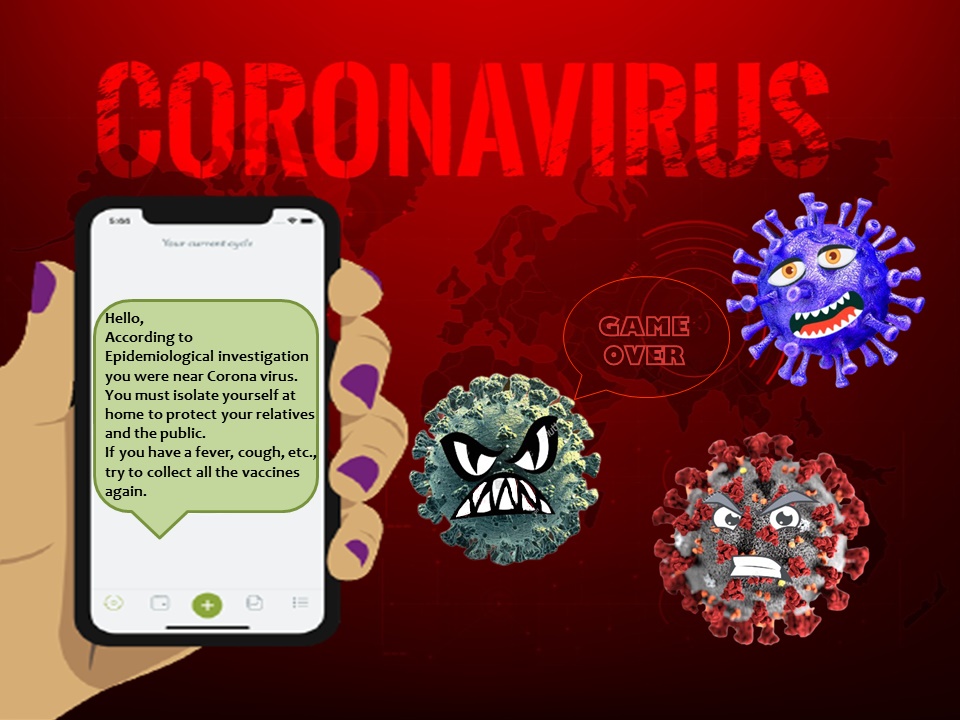 CORONAVIRUS
Your current cycle
Hello,
According to
Epidemiological investigation
you were near Corona virus.
You must isolate yourself at
home to protect your relatives
and the public.
If you have a fever, cough, etc.,
try to collect all the vaccines
again.
GAME
OVER